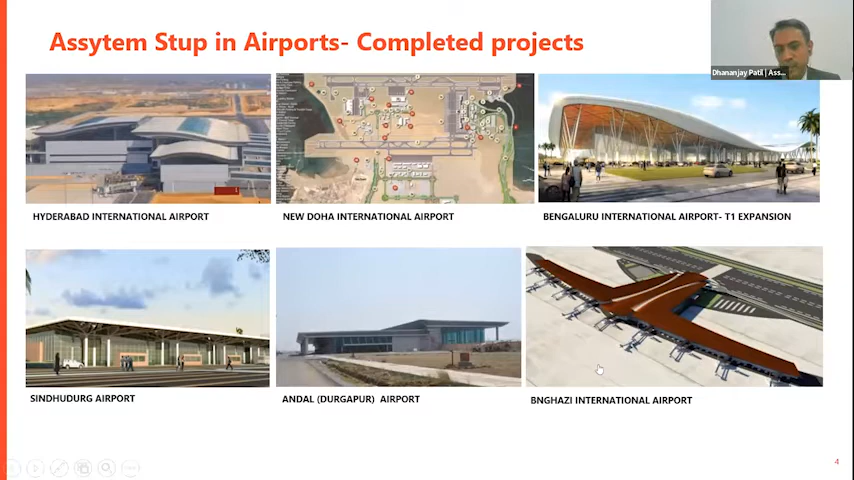 Assytem Stup in Airports- Completed projects
Dhananjay Patil | Ass...
HYDERABAD INTERNATIONAL AIRPORT
NEW DOHA INTERNATIONAL AIRPORT
BENGALURU INTERNATIONAL AIRPORT- T1 EXPANSION
SINDHUDURG AIRPORT
ANDAL (DURGAPUR) AIRPORT
BNGHAZI INTERNATIONAL AIRPORT
4